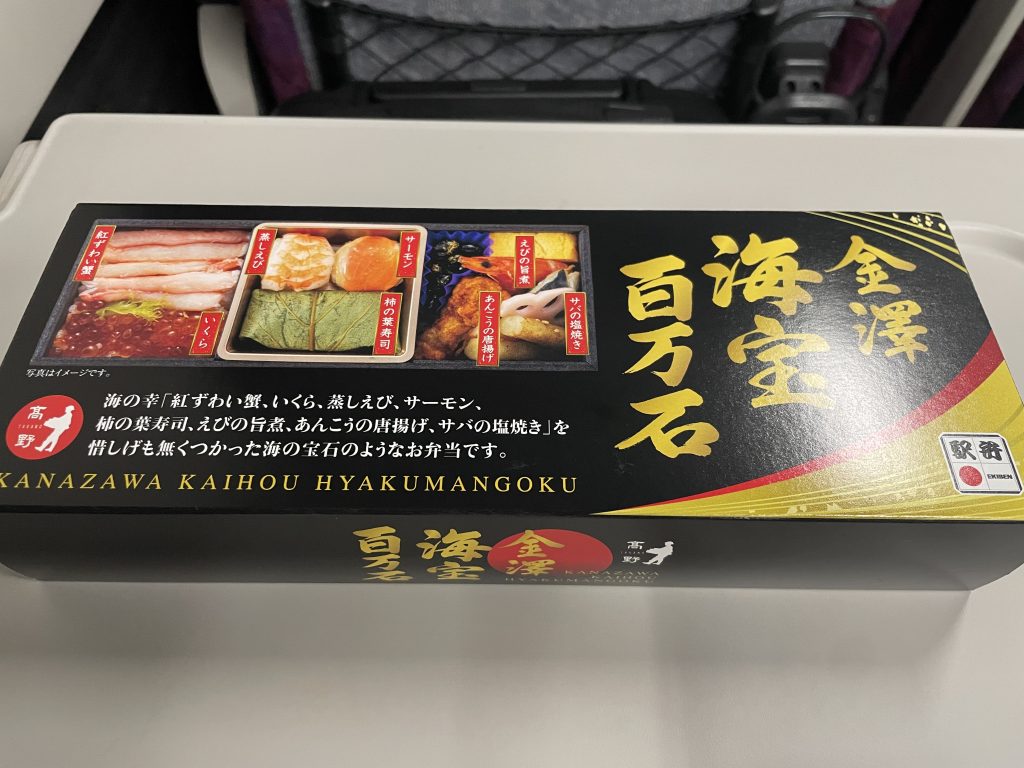 紅ずわい蟹
いくら
蒸しえび
サーモン
柿の葉寿司
えびの旨煮
あんこうの唐揚げ
サバの塩焼き
写真はイメージです。
金澤
海宝
百万石
髙野
TAKANO
海の幸「紅ずわい蟹、いくら、蒸しえび、サーモン、
柿の葉寿司、えびの旨煮、あんこうの唐揚げ、サバの塩焼き」を
惜しげも無くつかった海の宝石のようなお弁当です。
KANAZAWA KAIHOU HYAKUMANGOKU
駅弁
EKIBEN
金澤
海宝
百万石
KANAZAWA
KAIHOU
HYAKUMANGOKU
髙野